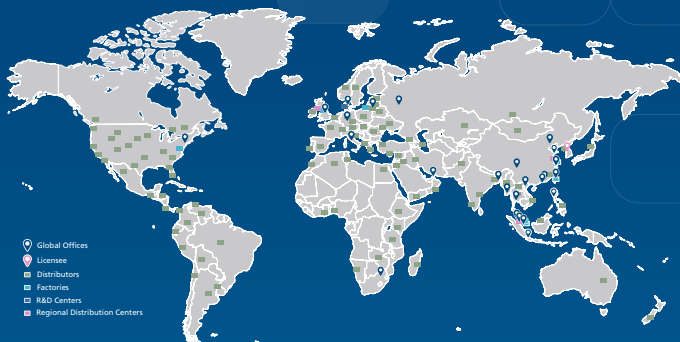 Global Offices
Licensee
Distributors
Factories
R&D Centers
Regional Distribution Centers